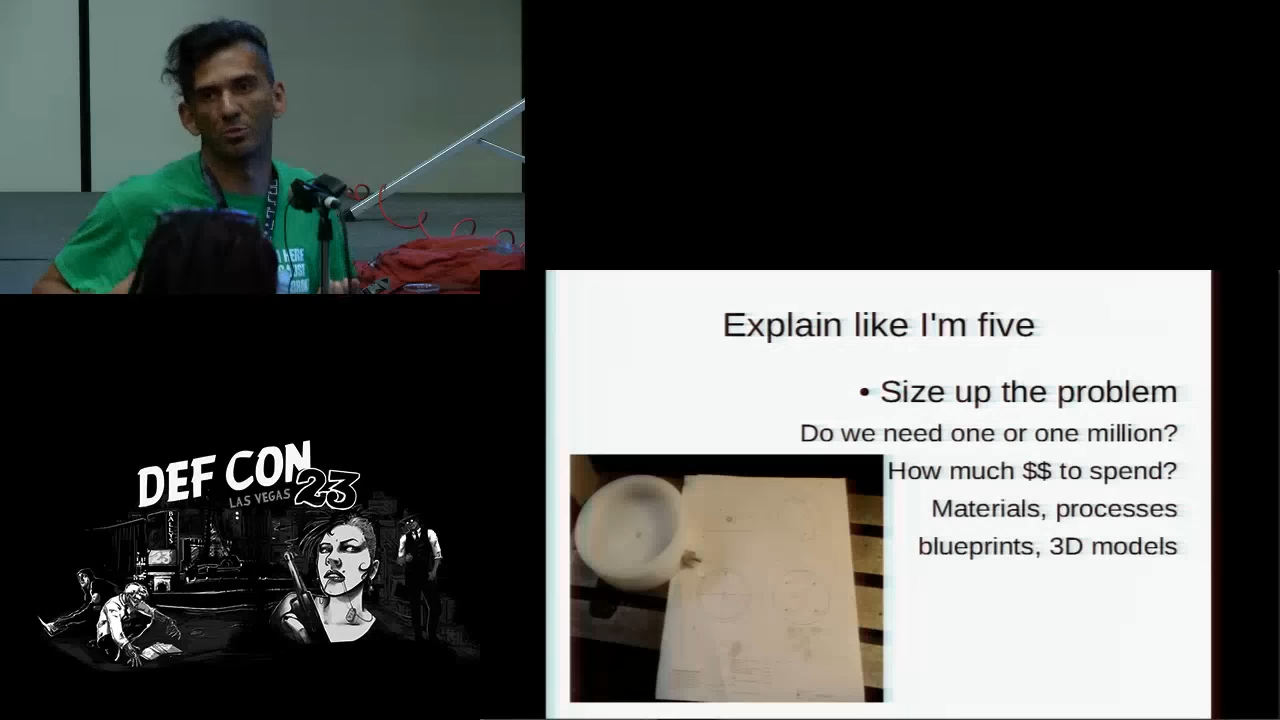 Explain like I'm five
• Size up the problem
Do we need one or one million?
How much $$ to spend?
Materials, processes
blueprints, 3D models
DEF CON
LAS VEGAS 23
BALLY'S